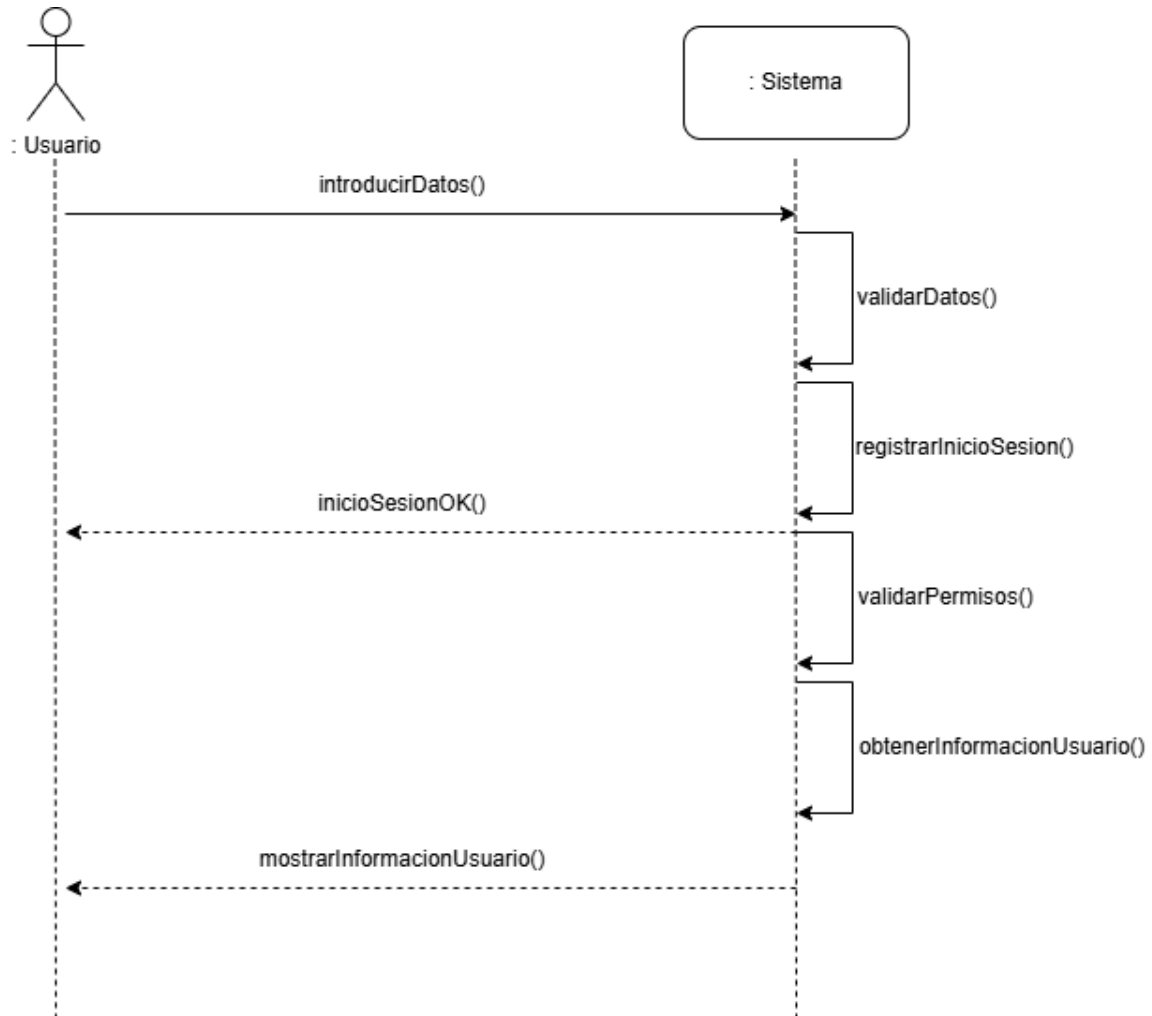 : Sistema
: Usuario
introducirDatos()
validarDatos()
registrarInicioSesion()
inicioSesionOK()
validarPermisos()
obtenerInformacionUsuario()
mostrarInformacionUsuario()